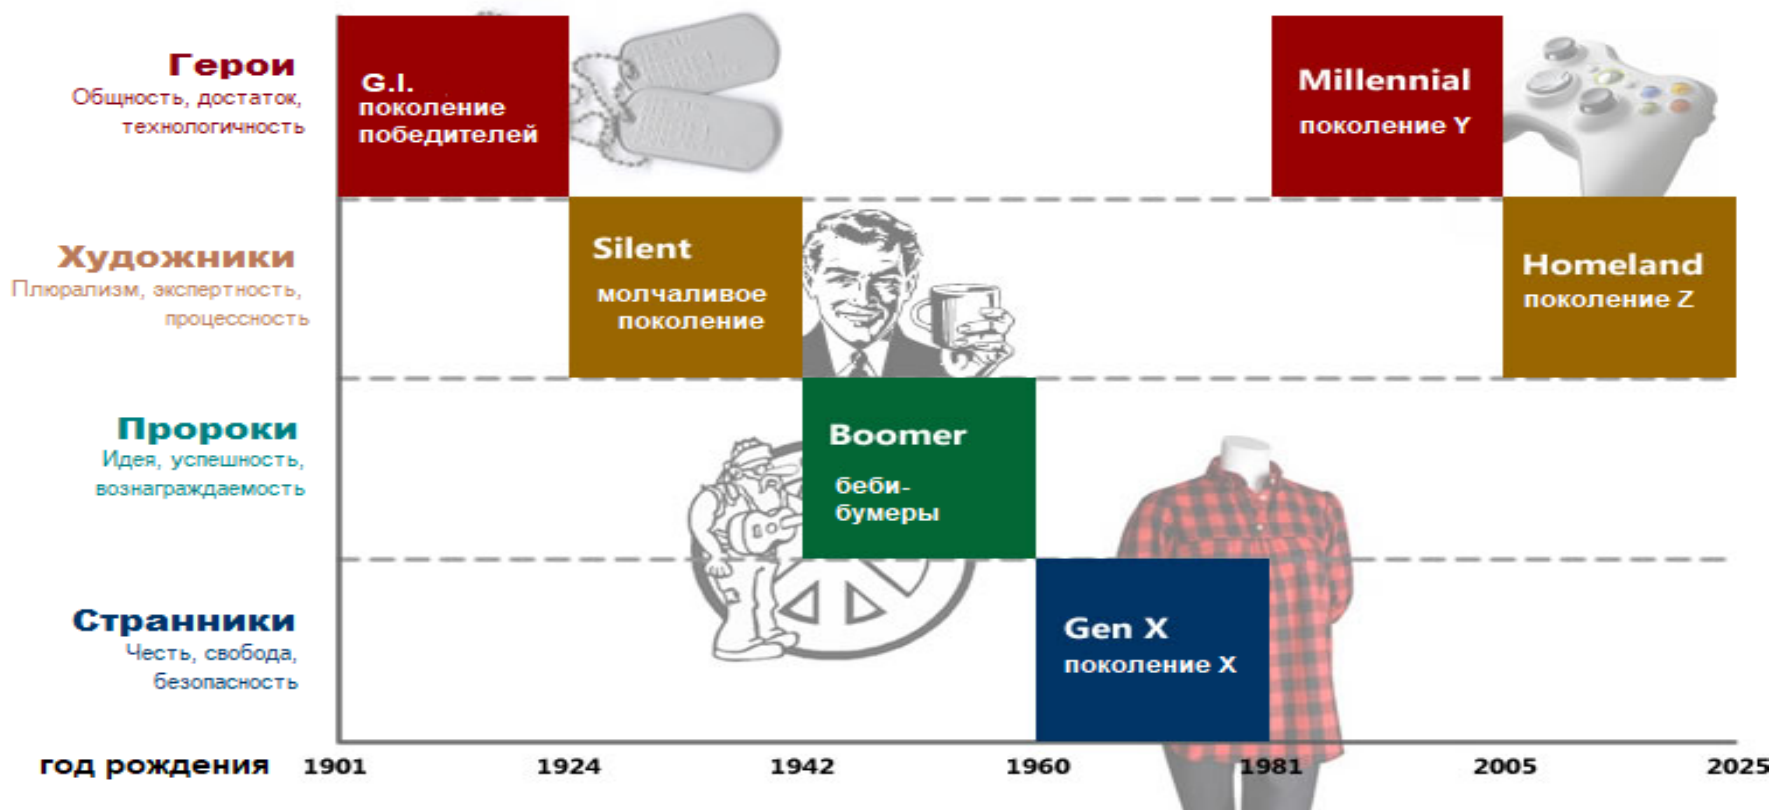 Герои
Общность, достаток,
технологичность
G.I.
поколение
победителей
Millennial
поколение Y
Художники
Плюрализм, экспертность,
процессность
Silent
молчаливое
поколение
Homeland
поколение Z
Пророки
Идея, успешность,
вознаграждаемость
Boomer
беби-
бумеры
Странники
Честь, свобода,
безопасность
Gen X
поколение X
год рождения 1901 1924 1942 1960 1981 2005 2025